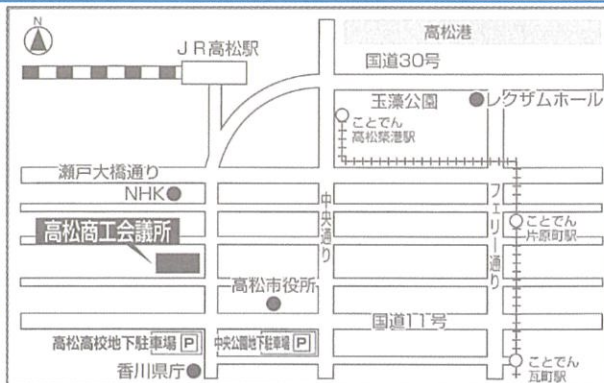 N
高松港
JR高松駅
国道30号
玉藻公園
レクザムホール
ことでん
高松築港駅
瀬戸大橋通り
NHK
中央通り
フェリー通り
ことでん
片原町駅
高松商工会議所
高松市役所
国道11号
高松高校地下駐車場 P
中央公園地下駐車場 P
香川県庁
ことでん
瓦町駅